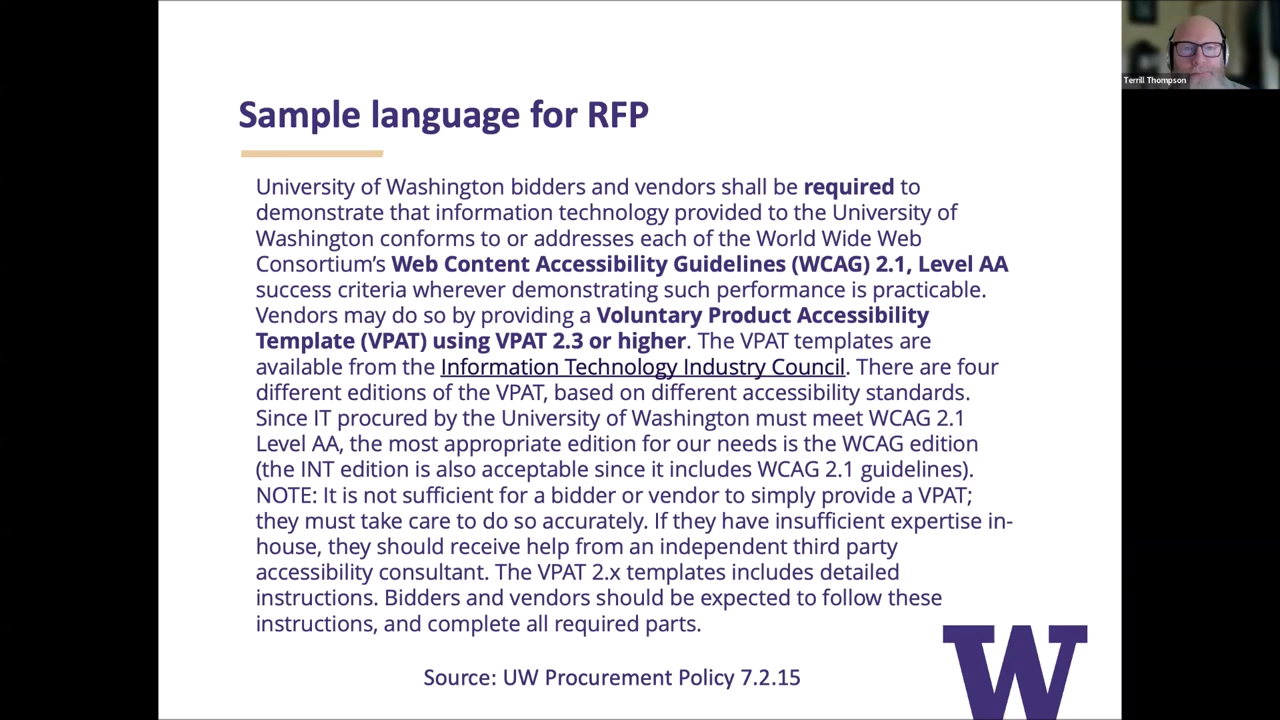 Sample language for RFP
University of Washington bidders and vendors shall be required to
demonstrate that information technology provided to the University of
Washington conforms to or addresses each of the World Wide Web
Consortium’s Web Content Accessibility Guidelines (WCAG) 2.1, Level AA
success criteria wherever demonstrating such performance is practicable.
Vendors may do so by providing a Voluntary Product Accessibility
Template (VPAT) using VPAT 2.3 or higher. The VPAT templates are
available from the Information Technology Industry Council. There are four
different editions of the VPAT, based on different accessibility standards.
Since IT procured by the University of Washington must meet WCAG 2.1
Level AA, the most appropriate edition for our needs is the WCAG edition
(the INT edition is also acceptable since it includes WCAG 2.1 guidelines).
NOTE: It is not sufficient for a bidder or vendor to simply provide a VPAT;
they must take care to do so accurately. If they have insufficient expertise in-
house, they should receive help from an independent third party
accessibility consultant. The VPAT 2.x templates includes detailed
instructions. Bidders and vendors should be expected to follow these
instructions, and complete all required parts.
Source: UW Procurement Policy 7.2.15
W
Terrill Thompson